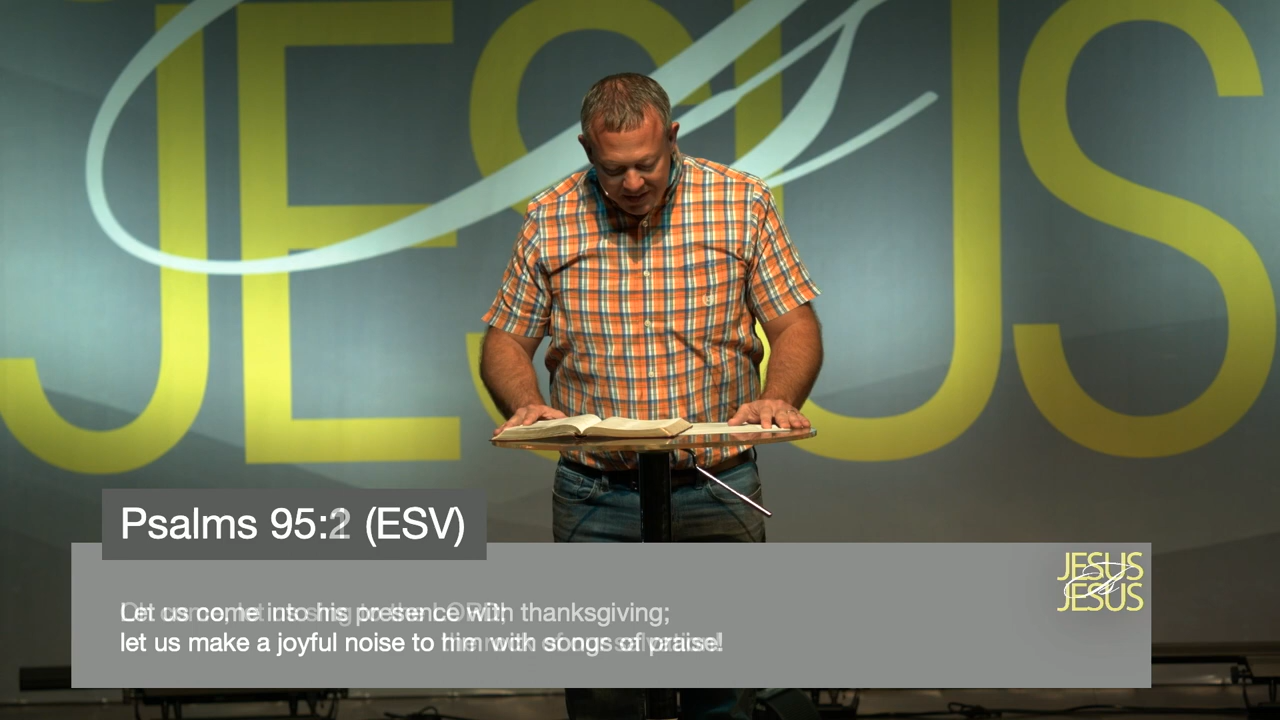 JESUS
Psalms 95:2 (ESV)
Let us come into his presence with thanksgiving;
let us make a joyful noise to him with songs of praise!
JESUS
&
JESUS